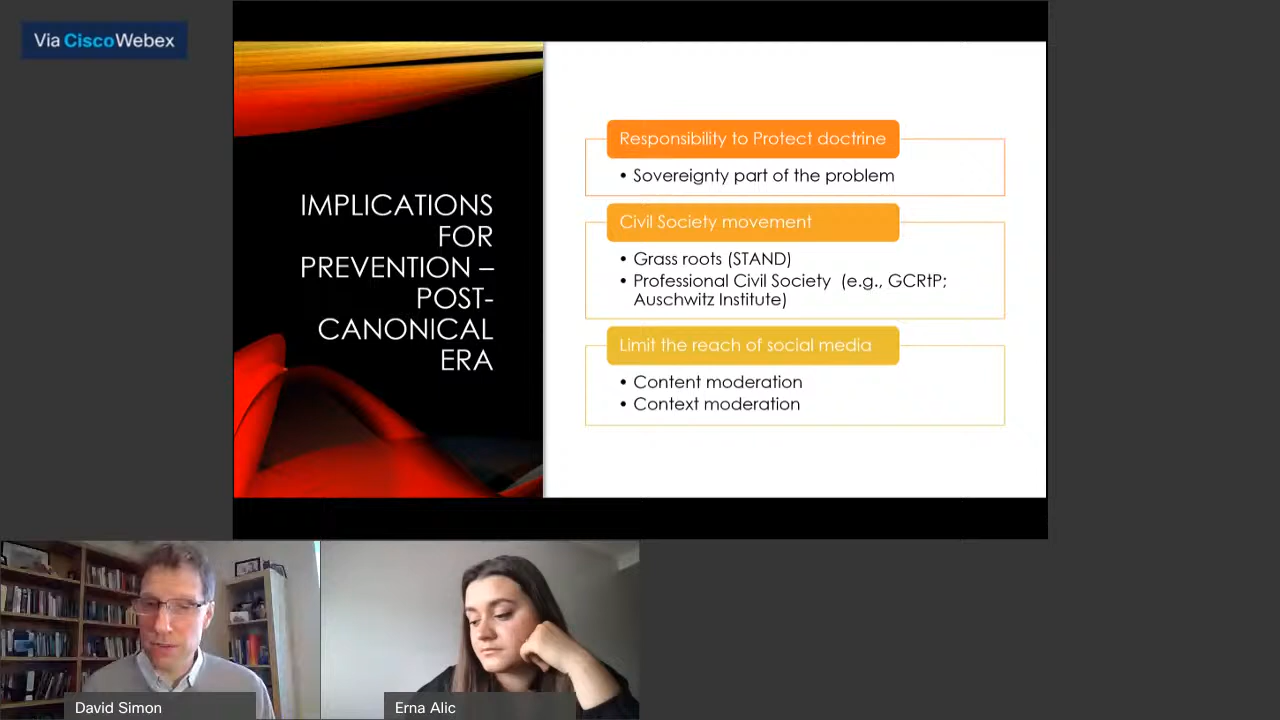 Via Cisco Webex
IMPLICATIONS
FOR
PREVENTION –
POST-
CANONICAL
ERA
Responsibility to Protect doctrine
• Sovereignty part of the problem
Civil Society movement
• Grass roots (STAND)
• Professional Civil Society (e.g., GCRtP;
Auschwitz Institute)
Limit the reach of social media
• Content moderation
• Context moderation
David Simon
Erna Alic